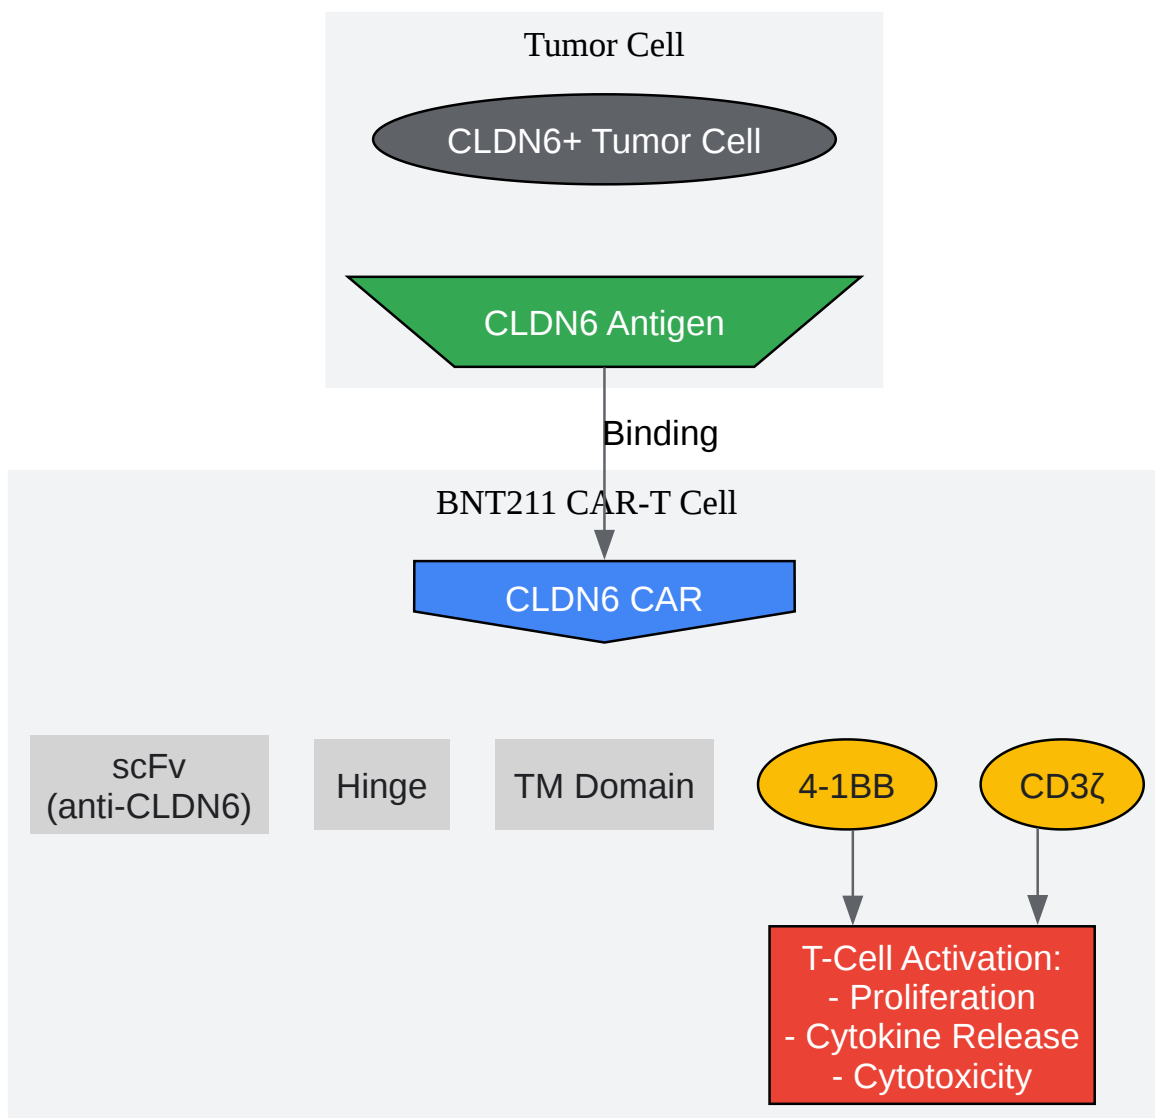 Tumor Cell
CLDN6+ Tumor Cell
CLDN6 Antigen
Binding
BNT211 CAR-T Cell
CLDN6 CAR
scFv
(anti-CLDN6)
Hinge
TM Domain
4-1BB
CD3ζ
T-Cell Activation:
- Proliferation
- Cytokine Release
- Cytotoxicity